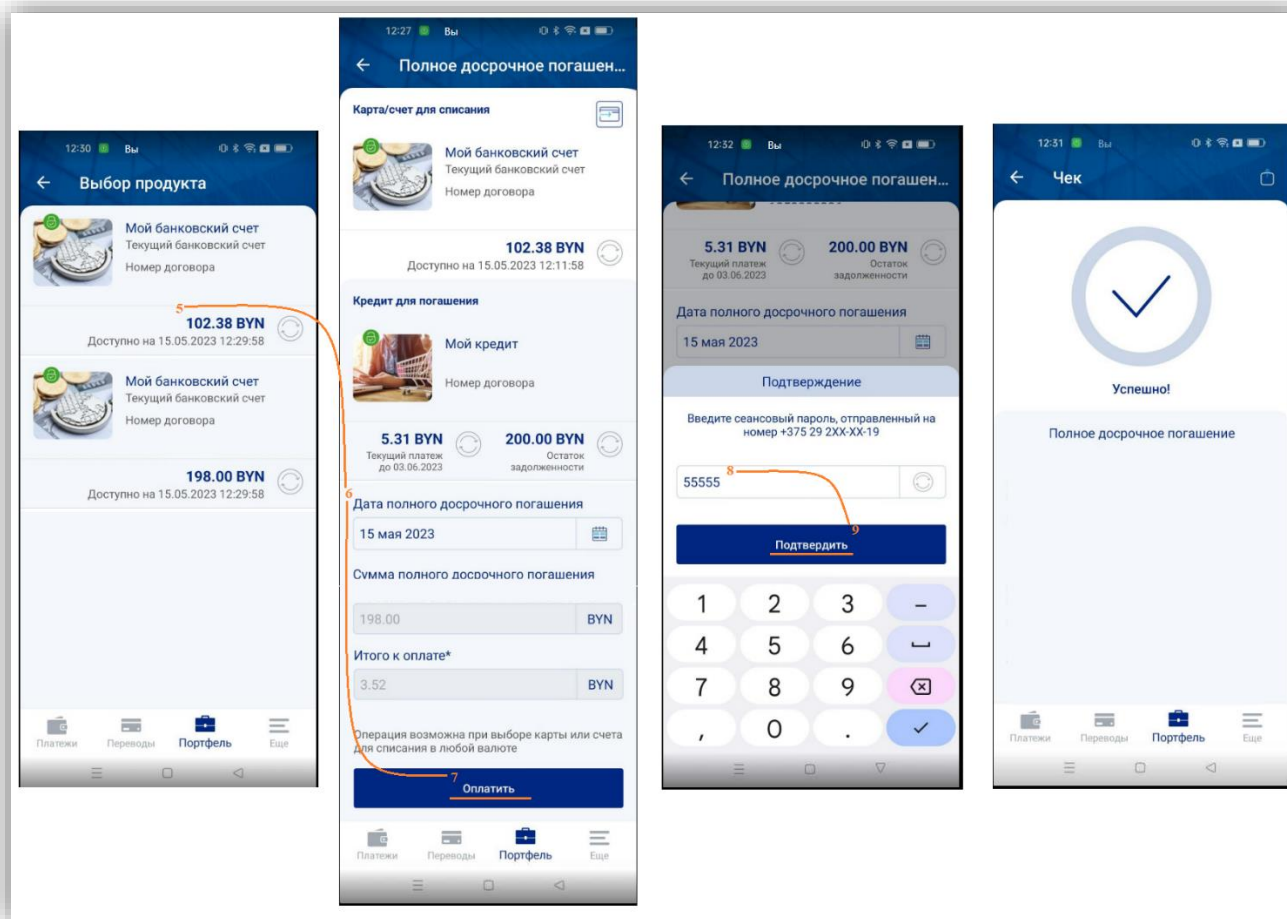 12:30 Вы
Выбор продукта
Мой банковский счет
Текущий банковский счет
Номер договора
5
102.38 BYN
Доступно на 15.05.2023 12:29:58
Мой банковский счет
Текущий банковский счет
Номер договора
198.00 BYN
Доступно на 15.05.2023 12:29:58
Платежи Переводы Портфель Еще
12:27 Вы
Полное досрочное погашен...
Карта/счет для списания
Мой банковский счет
Текущий банковский счет
Номер договора
102.38 BYN
Доступно на 15.05.2023 12:11:58
Кредит для погашения
Мой кредит
Номер договора
5.31 BYN 200.00 BYN
Текущий платеж Остаток
до 03.06.2023 задолженности
6
Дата полного досрочного погашения
15 мая 2023
Сумма полного досрочного погашения
198.00 BYN
Итого к оплате*
3.52 BYN
Операция возможна при выборе карты или счета
для списания в любой валюте
7
Оплатить
Платежи Переводы Портфель Еще
12:32 Вы
Полное досрочное погашен...
5.31 BYN 200.00 BYN
Текущий платеж Остаток
до 03.06.2023 задолженности
Дата полного досрочного погашения
15 мая 2023
Подтверждение
Введите сеансовый пароль, отправленный на
номер +375 29 2XX-XX-19
8
55555
9
Подтвердить
1 2 3 –
4 5 6
7 8 9
, 0 .
12:31 Вы
Чек
Успешно!
Полное досрочное погашение
Платежи Переводы Портфель Еще